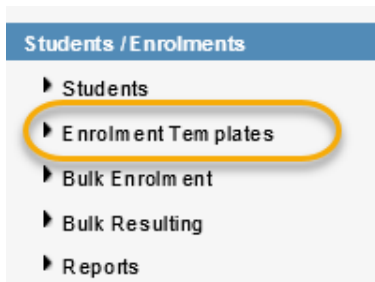 Students / Enrolments
Students
Enrolment Templates
Bulk Enrolment
Bulk Resulting
Reports